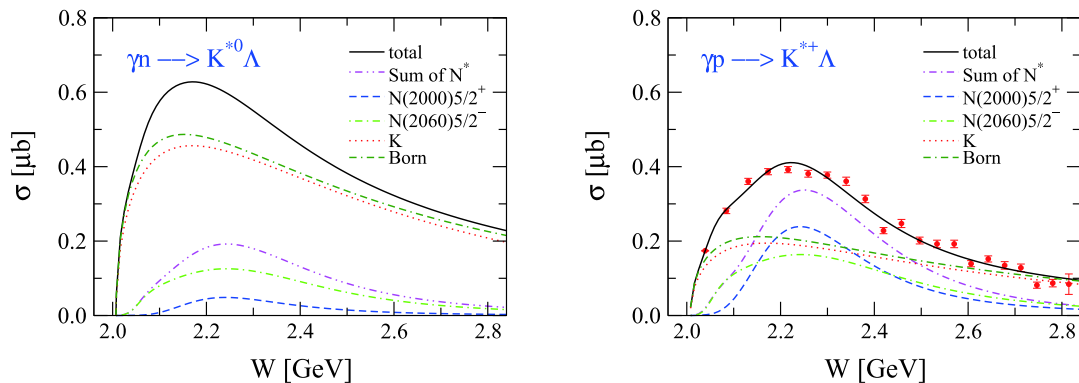 γn −−> K*0Λ
total
Sum of N*
N(2000)5/2+
N(2060)5/2−
K
Born
σ [μb]
0.8
0.6
0.4
0.2
0.0
2.0 2.2 2.4 2.6 2.8
W [GeV]
γp −−> K*+Λ
total
Sum of N*
N(2000)5/2+
N(2060)5/2−
K
Born
σ [μb]
0.8
0.6
0.4
0.2
0.0
2.0 2.2 2.4 2.6 2.8
W [GeV]